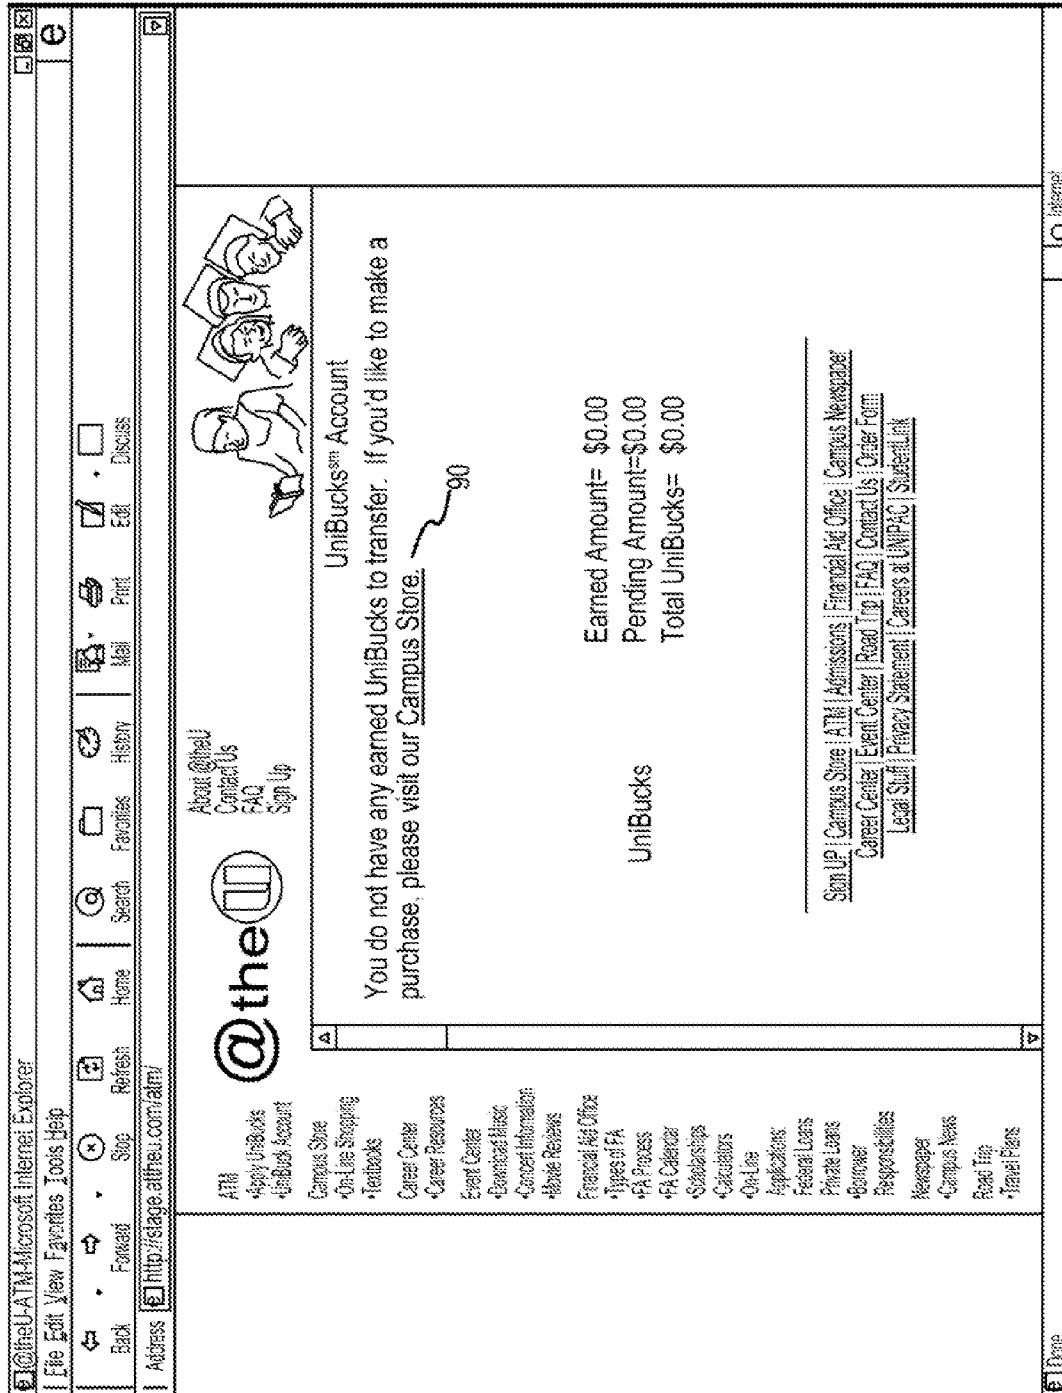 @theU-ATM-Microsoft Internet Explorer
File Edit View Favorites Tools Help
Back Forward Stop Refresh Home Search Favorites History Mail Print Edit Discuss
Address http://stage.attheu.com/atm/
@the
About @theU
Contact Us
FAQ
Sign Up
ATM
•Apply UniBucks
•UniBuck Account
Campus Store
•On-Line Shopping
•Textbooks
Career Center
•Career Resources
Event Center
•Download Music
•Concert Information
•Movie Reviews
Financial Aid Office
•Types of FA
•FA Process
•FA Calendar
•Scholarships
•Calculators
•On-Line
Applications:
Federal Loans
Private Loans
•Borrower
Responsibilities
Newspaper
•Campus News
Road Trip
•Travel Plans
UniBucks℠ Account
You do not have any earned UniBucks to transfer. If you'd like to make a
purchase, please visit our Campus Store.
90
Earned Amount= $0.00
UniBucks Pending Amount=$0.00
Total UniBucks= $0.00
Sign UP | Campus Store | ATM | Admissions | Financial Aid Office | Campus Newspaper
Career Center | Event Center | Road Trip | FAQ | Contact Us | Order Form
Legal Stuff | Privacy Statement | Careers at UNIPAC | StudentLink
Done Internet